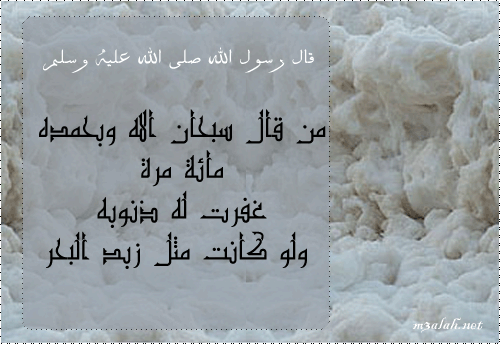 قال رسول الله صلى الله عليه وسلم
من قال سبحان الله وبحمده
مائة مرة
غفرت له ذنوبه
ولو كانت مثل زبد البحر
m3alali.net